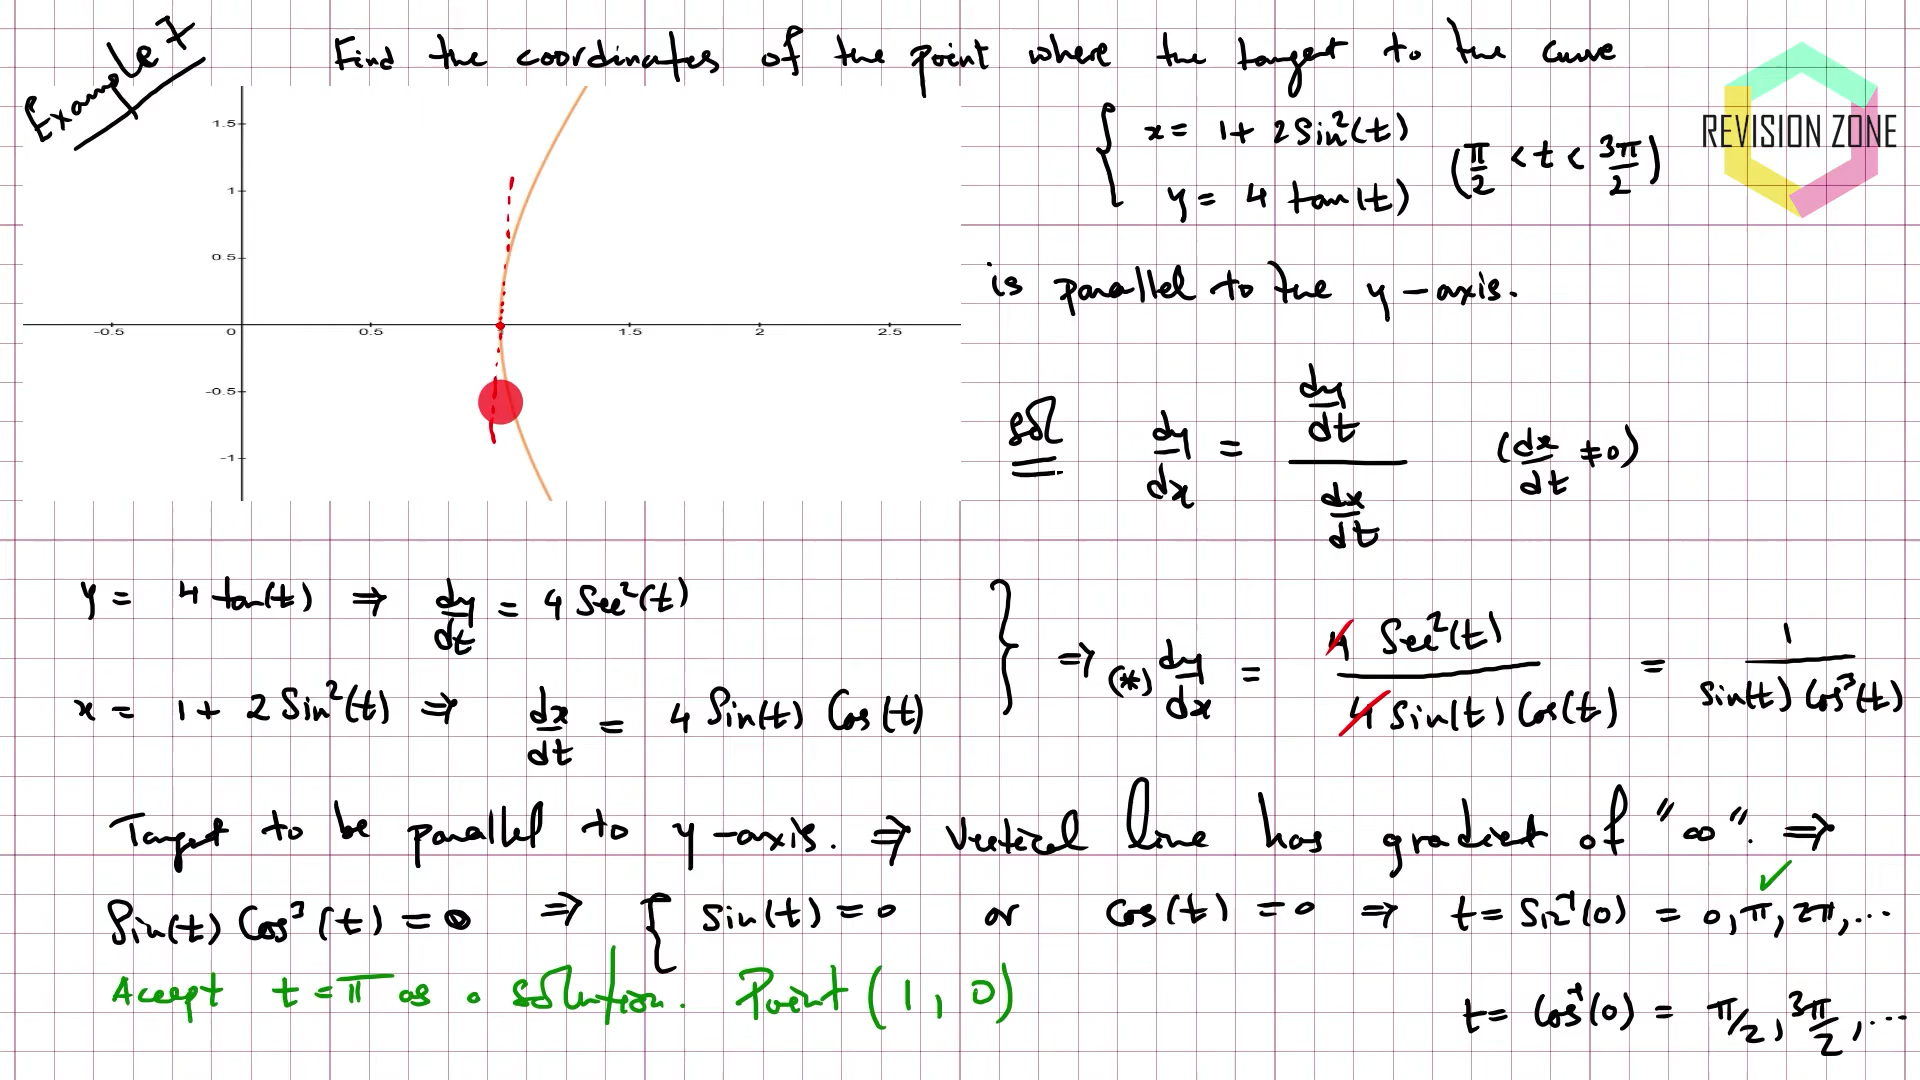 Example 7
Find the coordinates of the point where the tangent to the curve
{ x = 1 + 2 Sin²(t)
y = 4 tan(t)
(π/2 < t < 3π/2)
REVISION ZONE
is parallel to the y-axis.
1.5
1
0.5
-0.5 0 0.5 1.5 2 2.5
-0.5
-1
sol dy/dx = (dy/dt)/(dx/dt) (dx/dt ≠ 0)
y = 4 tan(t) ⇒ dy/dt = 4 Sec²(t)
x = 1 + 2 Sin²(t) ⇒ dx/dt = 4 Sin(t) Cos(t)
} ⇒ (*) dy/dx = 4 Sec²(t) / 4 Sin(t) Cos(t) = 1 / Sin(t) Cos³(t)
Tangent to be parallel to y-axis. ⇒ Vertical line has gradient of "∞". ⇒
Sin(t) Cos³(t) = 0 ⇒ { Sin(t) = 0 or Cos(t) = 0 ⇒ t = Sin⁻¹(0) = 0, π, 2π, ... ✓
t = Cos⁻¹(0) = π/2, 3π/2, ...
Accept t = π as a solution. Point (1, 0)